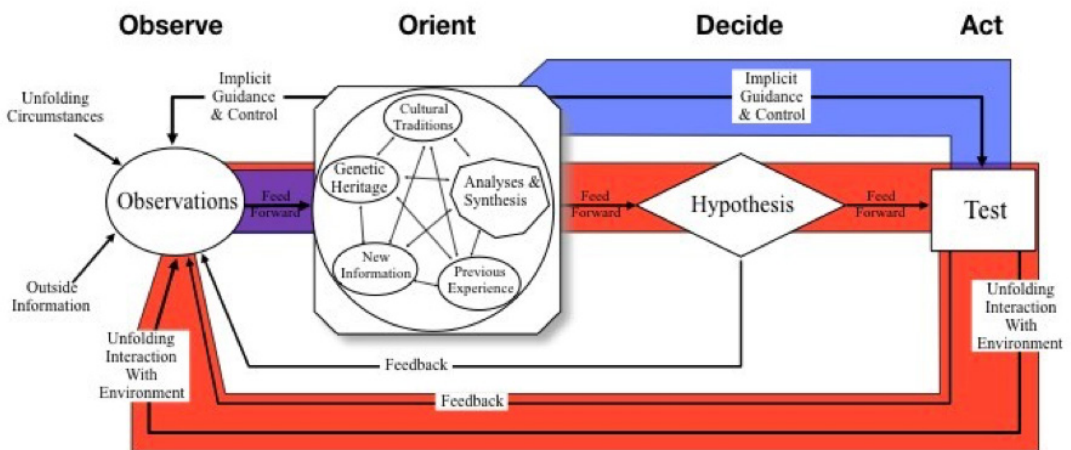 Observe
Orient
Decide
Act
Unfolding
Circumstances
Implicit
Guidance
& Control
Observations
Outside
Information
Feed
Forward
Cultural
Traditions
Genetic
Heritage
Analyses &
Synthesis
New
Information
Previous
Experience
Feed
Forward
Hypothesis
Implicit
Guidance
& Control
Feed
Forward
Test
Unfolding
Interaction
With
Environment
Feedback
Unfolding
Interaction
With
Environment
Feedback